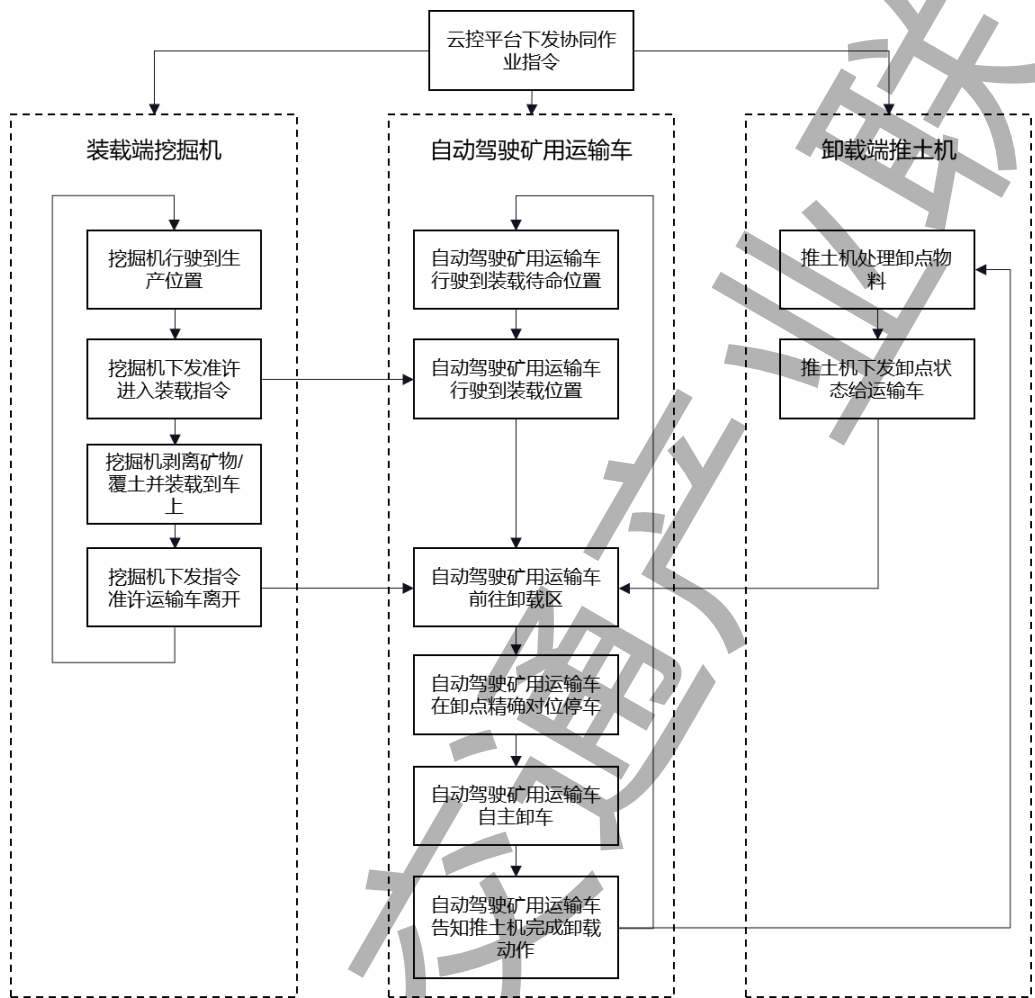 云控平台下发协同作
业指令
装载端挖掘机
挖掘机行驶到生
产位置
挖掘机下发准许
进入装载指令
挖掘机剥离矿物/
覆土并装载到车
上
挖掘机下发指令
准许运输车离开
自动驾驶矿用运输车
自动驾驶矿用运输车
行驶到装载待命位置
自动驾驶矿用运输车
行驶到装载位置
自动驾驶矿用运输车
前往卸载区
自动驾驶矿用运输车
在卸点精确对位停车
自动驾驶矿用运输车
自主卸车
自动驾驶矿用运输车
告知推土机完成卸载
动作
卸载端推土机
推土机处理卸点物
料
推土机下发卸点状
态给运输车
交通产业联